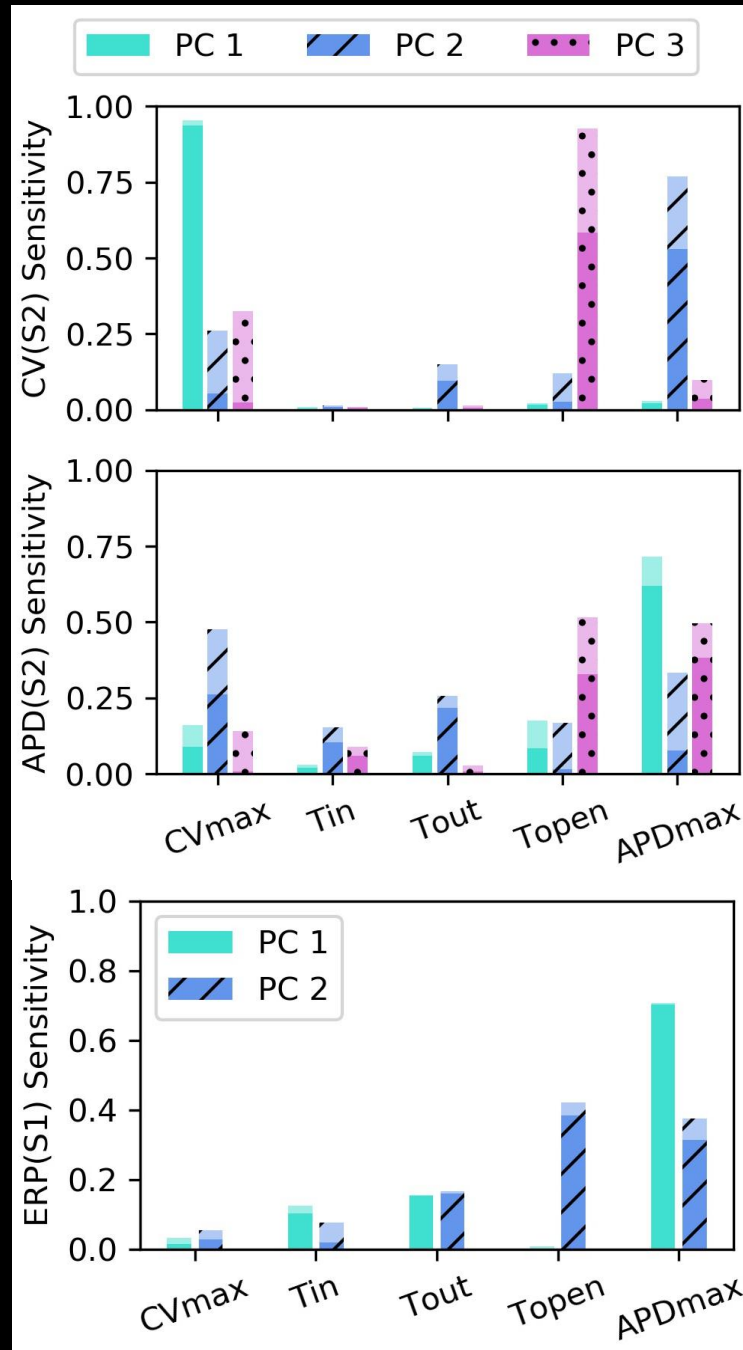 PC 1 PC 2 PC 3
CV(S2) Sensitivity
1.00
0.75
0.50
0.25
0.00
APD(S2) Sensitivity
1.00
0.75
0.50
0.25
0.00
CVmax Tin Tout Topen APDmax
ERP(S1) Sensitivity
1.0
0.8
0.6
0.4
0.2
0.0
PC 1
PC 2
CVmax Tin Tout Topen APDmax